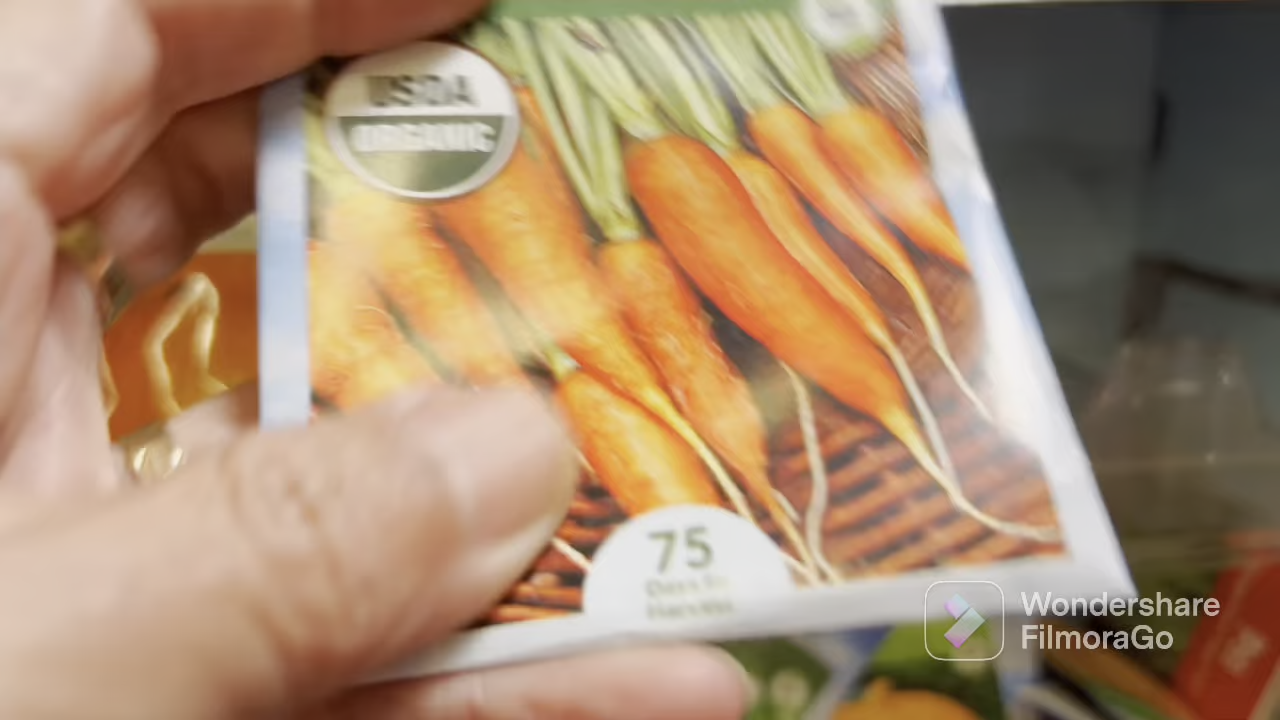 USDA
ORGANIC
75
Days to
Harvest
Wondershare
FilmoraGo